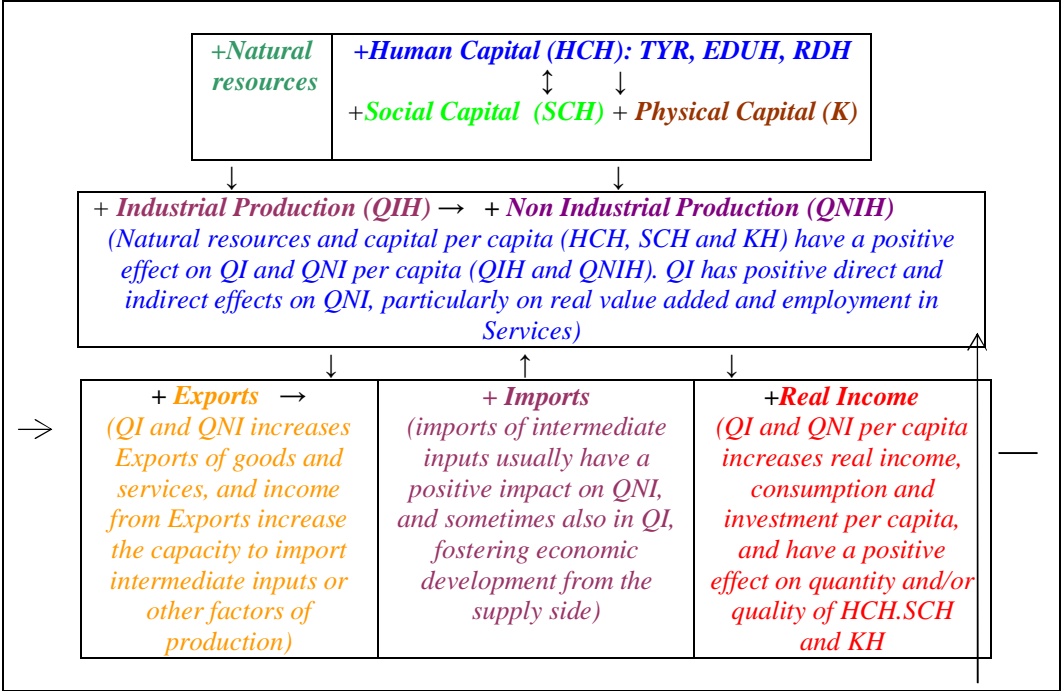 +Natural resources
+Human Capital (HCH): TYR, EDUH, RDH
↕ ↓
+Social Capital (SCH) + Physical Capital (K)
↓ ↓
+ Industrial Production (QIH) → + Non Industrial Production (QNIH)
(Natural resources and capital per capita (HCH, SCH and KH) have a positive
effect on QI and QNI per capita (QIH and QNIH). QI has positive direct and
indirect effects on QNI, particularly on real value added and employment in
Services)
↓ ↑ ↓
+ Exports →
(QI and QNI increases
Exports of goods and
services, and income
from Exports increase
the capacity to import
intermediate inputs or
other factors of
production)
+ Imports
(imports of intermediate
inputs usually have a
positive impact on QNI,
and sometimes also in QI,
fostering economic
development from the
supply side)
+Real Income
(QI and QNI per capita
increases real income,
consumption and
investment per capita,
and have a positive
effect on quantity and/or
quality of HCH.SCH
and KH